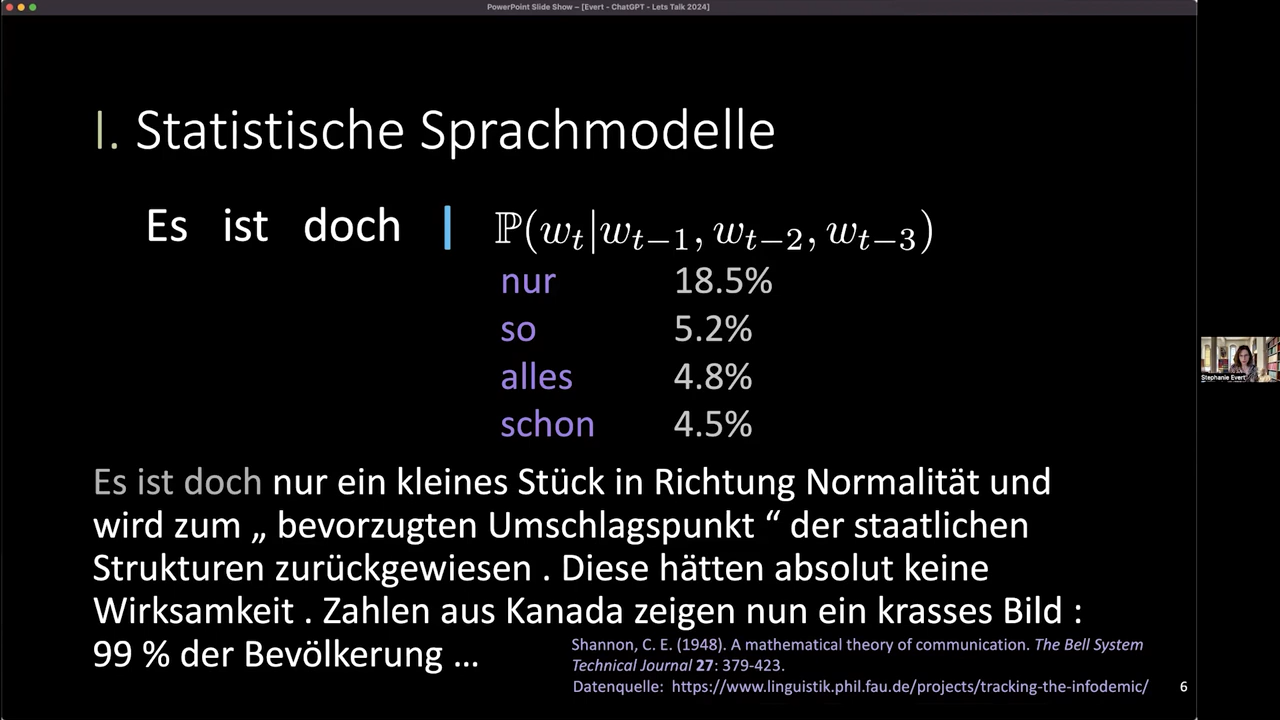 PowerPoint Slide Show – [Evert - ChatGPT - Lets Talk 2024]
I. Statistische Sprachmodelle
Es ist doch | ℙ(wₜ|wₜ₋₁, wₜ₋₂, wₜ₋₃)
nur 18.5%
so 5.2%
alles 4.8%
schon 4.5%
Stephanie Evert
Es ist doch nur ein kleines Stück in Richtung Normalität und
wird zum „ bevorzugten Umschlagspunkt “ der staatlichen
Strukturen zurückgewiesen . Diese hätten absolut keine
Wirksamkeit . Zahlen aus Kanada zeigen nun ein krasses Bild :
99 % der Bevölkerung ...
Shannon, C. E. (1948). A mathematical theory of communication. The Bell System
Technical Journal 27: 379-423.
Datenquelle: https://www.linguistik.phil.fau.de/projects/tracking-the-infodemic/
6